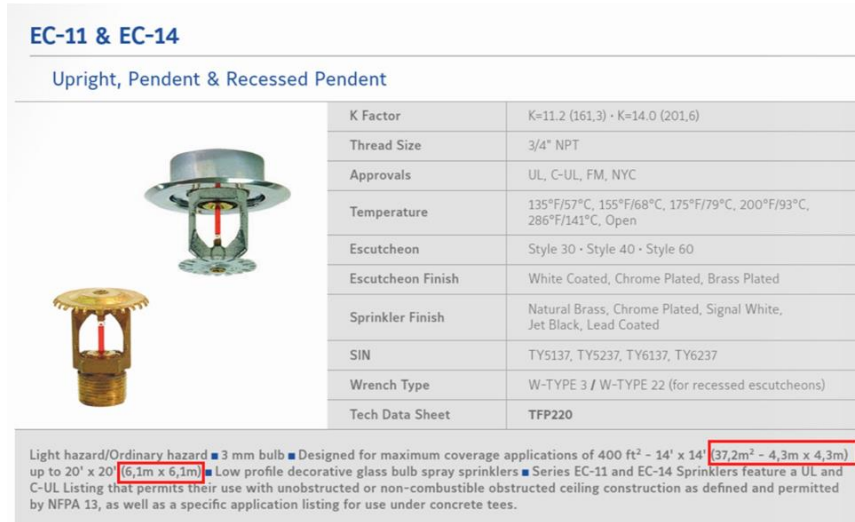 EC-11 & EC-14
Upright, Pendent & Recessed Pendent
K Factor K=11.2 (161,3) • K=14.0 (201,6)
Thread Size 3/4" NPT
Approvals UL, C-UL, FM, NYC
Temperature 135°F/57°C, 155°F/68°C, 175°F/79°C, 200°F/93°C,
286°F/141°C, Open
Escutcheon Style 30 • Style 40 • Style 60
Escutcheon Finish White Coated, Chrome Plated, Brass Plated
Sprinkler Finish Natural Brass, Chrome Plated, Signal White,
Jet Black, Lead Coated
SIN TY5137, TY5237, TY6137, TY6237
Wrench Type W-TYPE 3 / W-TYPE 22 (for recessed escutcheons)
Tech Data Sheet TFP220
Light hazard/Ordinary hazard ■ 3 mm bulb ■ Designed for maximum coverage applications of 400 ft² - 14' x 14' (37,2m² - 4,3m x 4,3m)
up to 20' x 20' (6,1m x 6,1m) ■ Low profile decorative glass bulb spray sprinklers ■ Series EC-11 and EC-14 Sprinklers feature a UL and
C-UL Listing that permits their use with unobstructed or non-combustible obstructed ceiling construction as defined and permitted
by NFPA 13, as well as a specific application listing for use under concrete tees.